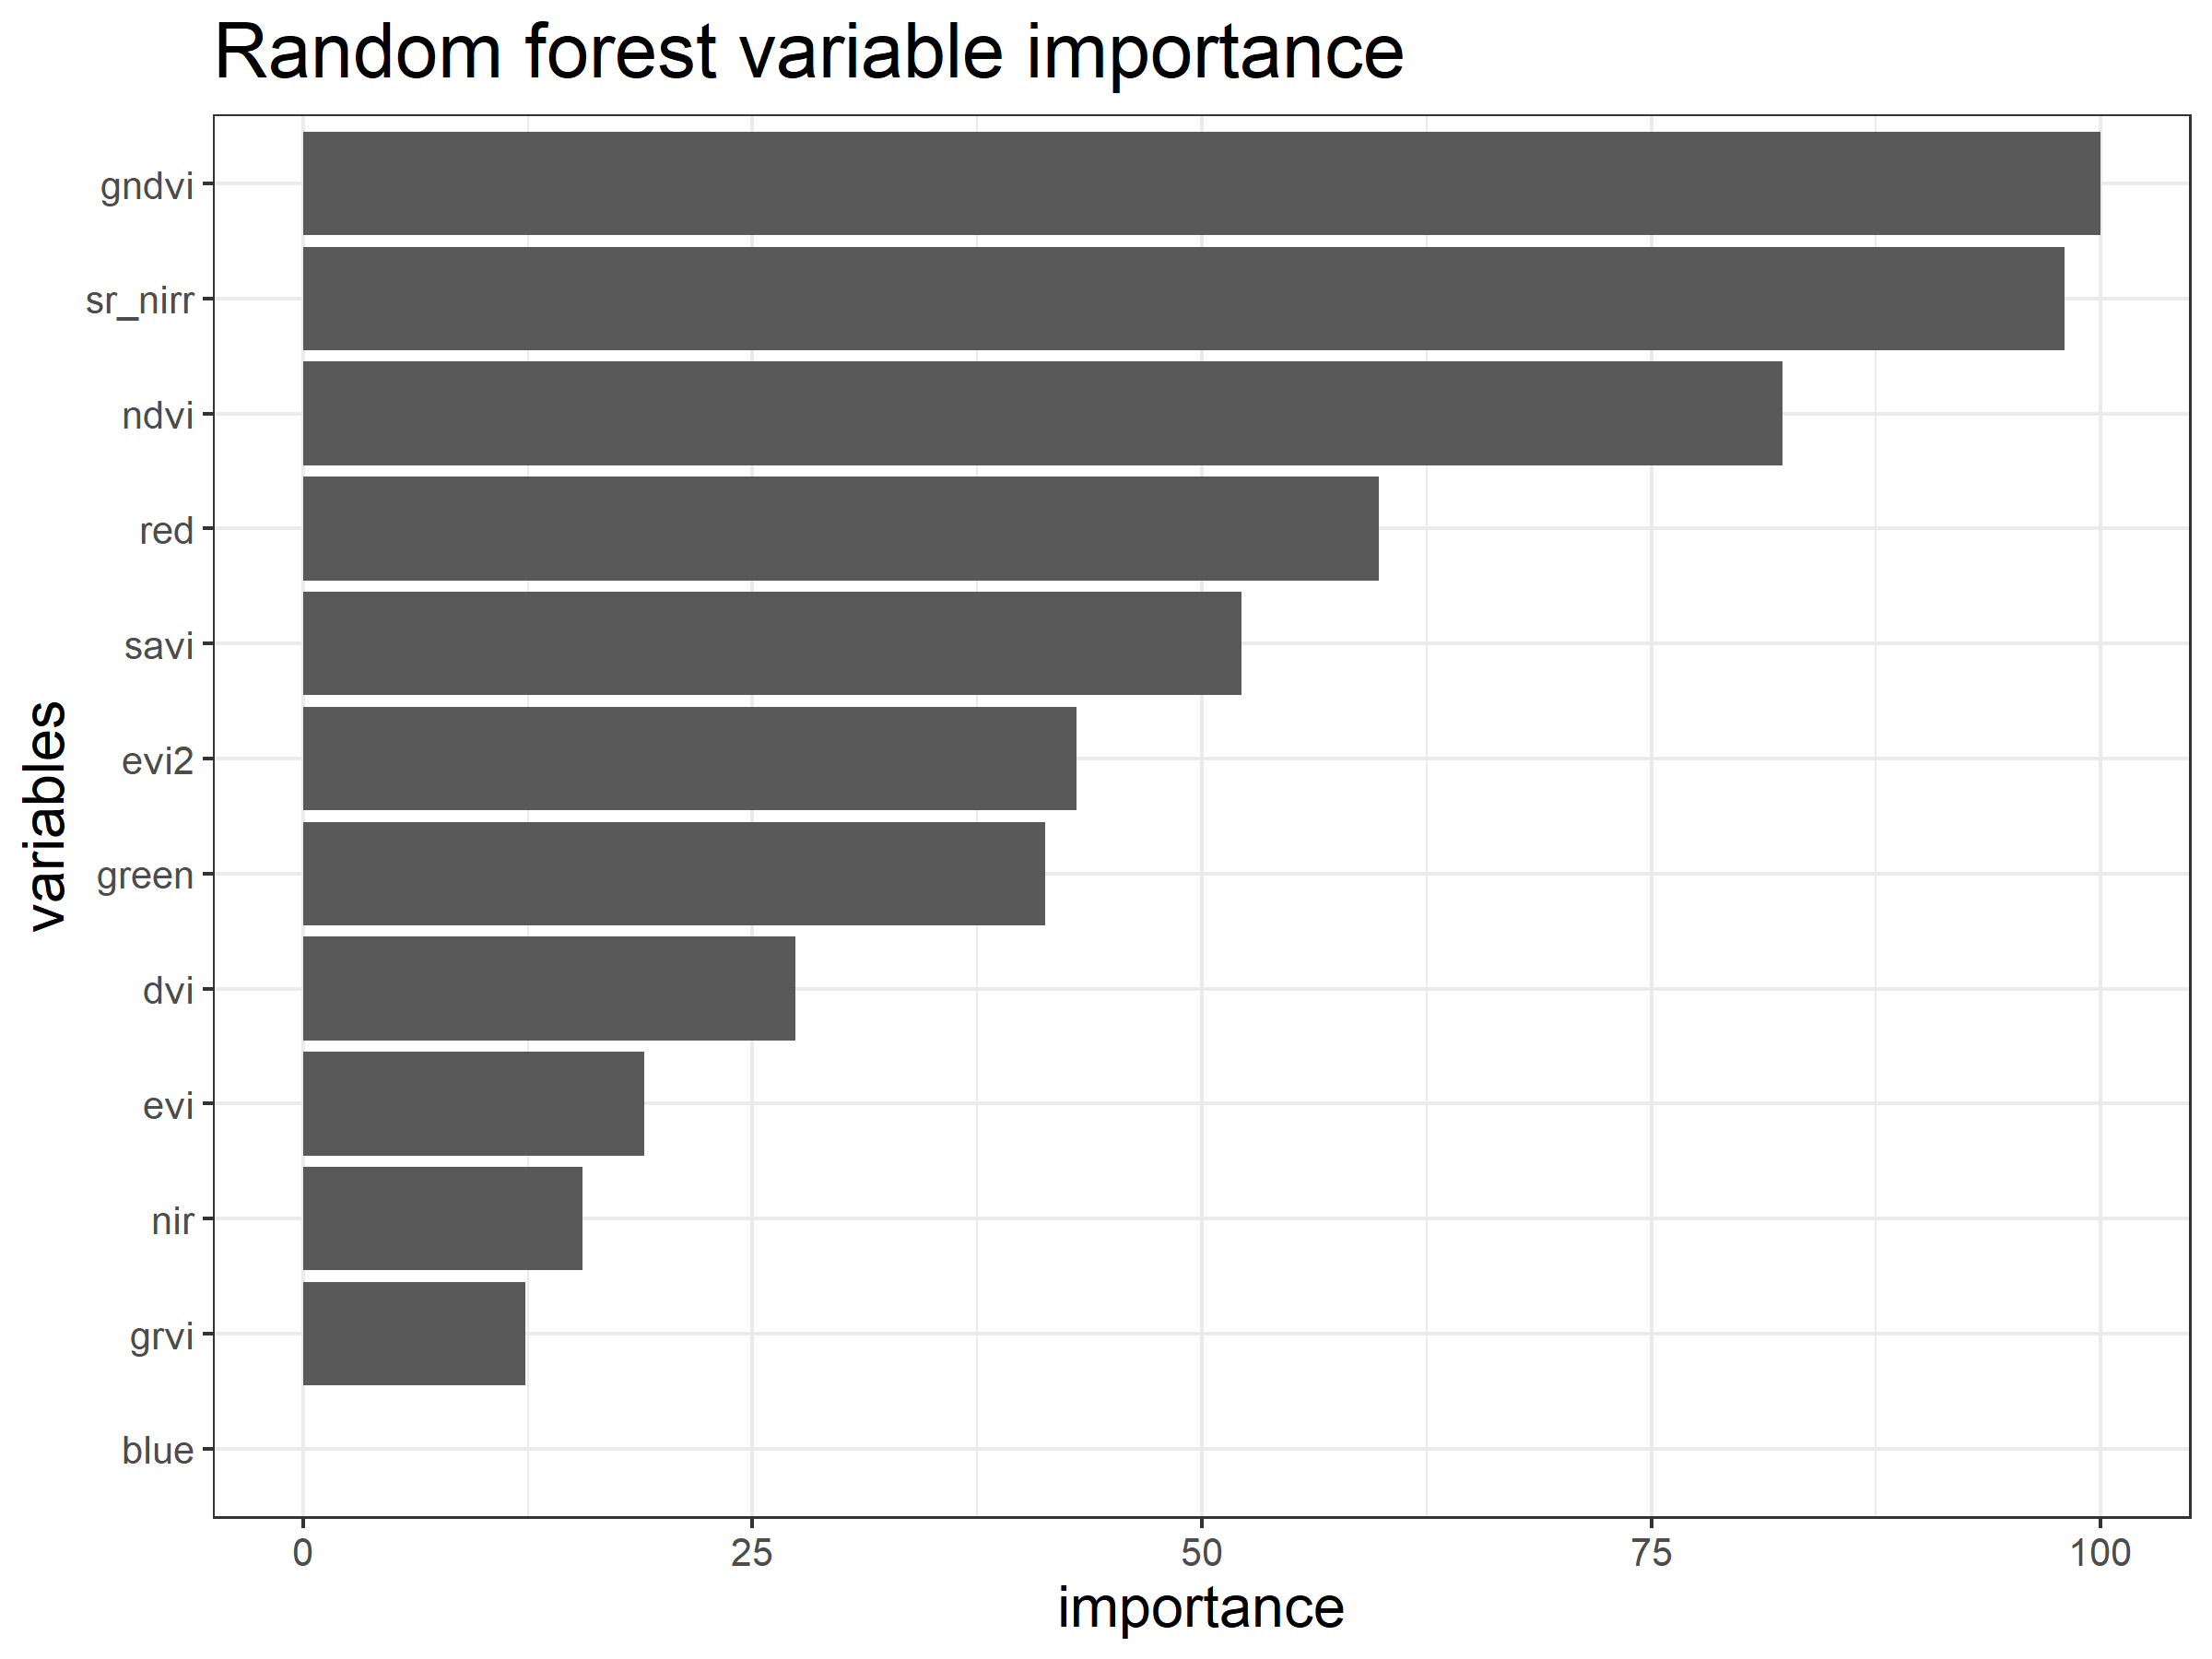 Random forest variable importance
gndvi
sr_nirr
ndvi
red
savi
evi2
green
dvi
evi
nir
grvi
blue
variables
0 25 50 75 100
importance